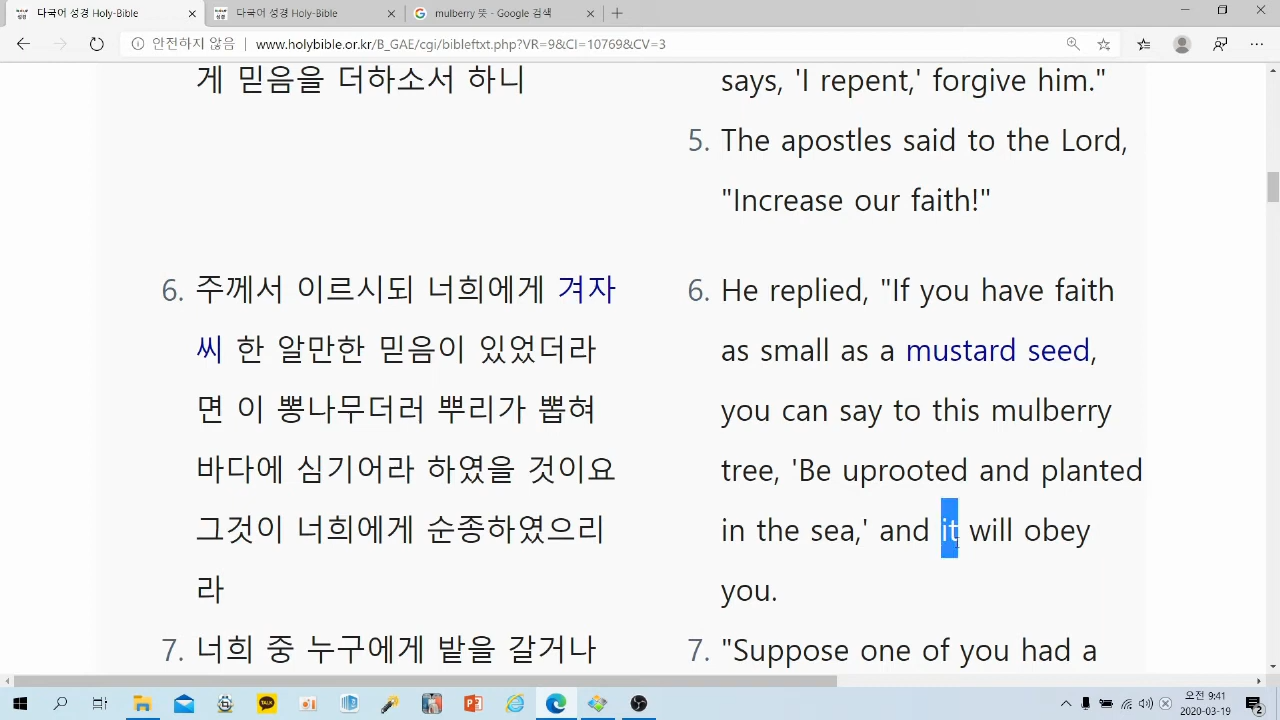 다국어 성경 Holy-Bible
다국어 성경 Holy-Bible
mulberry 뜻 - Google 검색
안전하지 않음
www.holybible.or.kr/B_GAE/cgi/bibleftxt.php?VR=9&CI=10769&CV=3
게 믿음을 더하소서 하니
6. 주께서 이르시되 너희에게 겨자
씨 한 알만한 믿음이 있었더라
면 이 뽕나무더러 뿌리가 뽑혀
바다에 심기어라 하였을 것이요
그것이 너희에게 순종하였으리
라
7. 너희 중 누구에게 밭을 갈거나
says, 'I repent,' forgive him."
5. The apostles said to the Lord,
"Increase our faith!"
6. He replied, "If you have faith
as small as a mustard seed,
you can say to this mulberry
tree, 'Be uprooted and planted
in the sea,' and it will obey
you.
7. "Suppose one of you had a
오전 9:41
2020-03-19